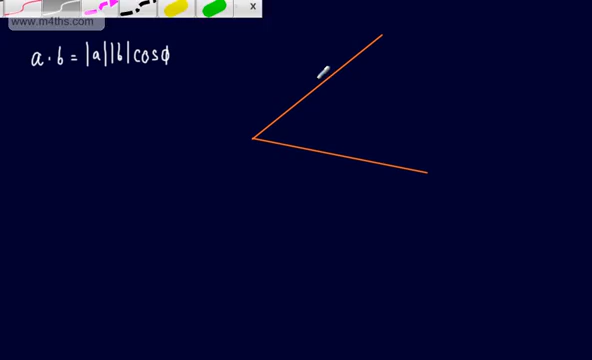 www.m4ths.com
a · b = |a||b| cos ϕ